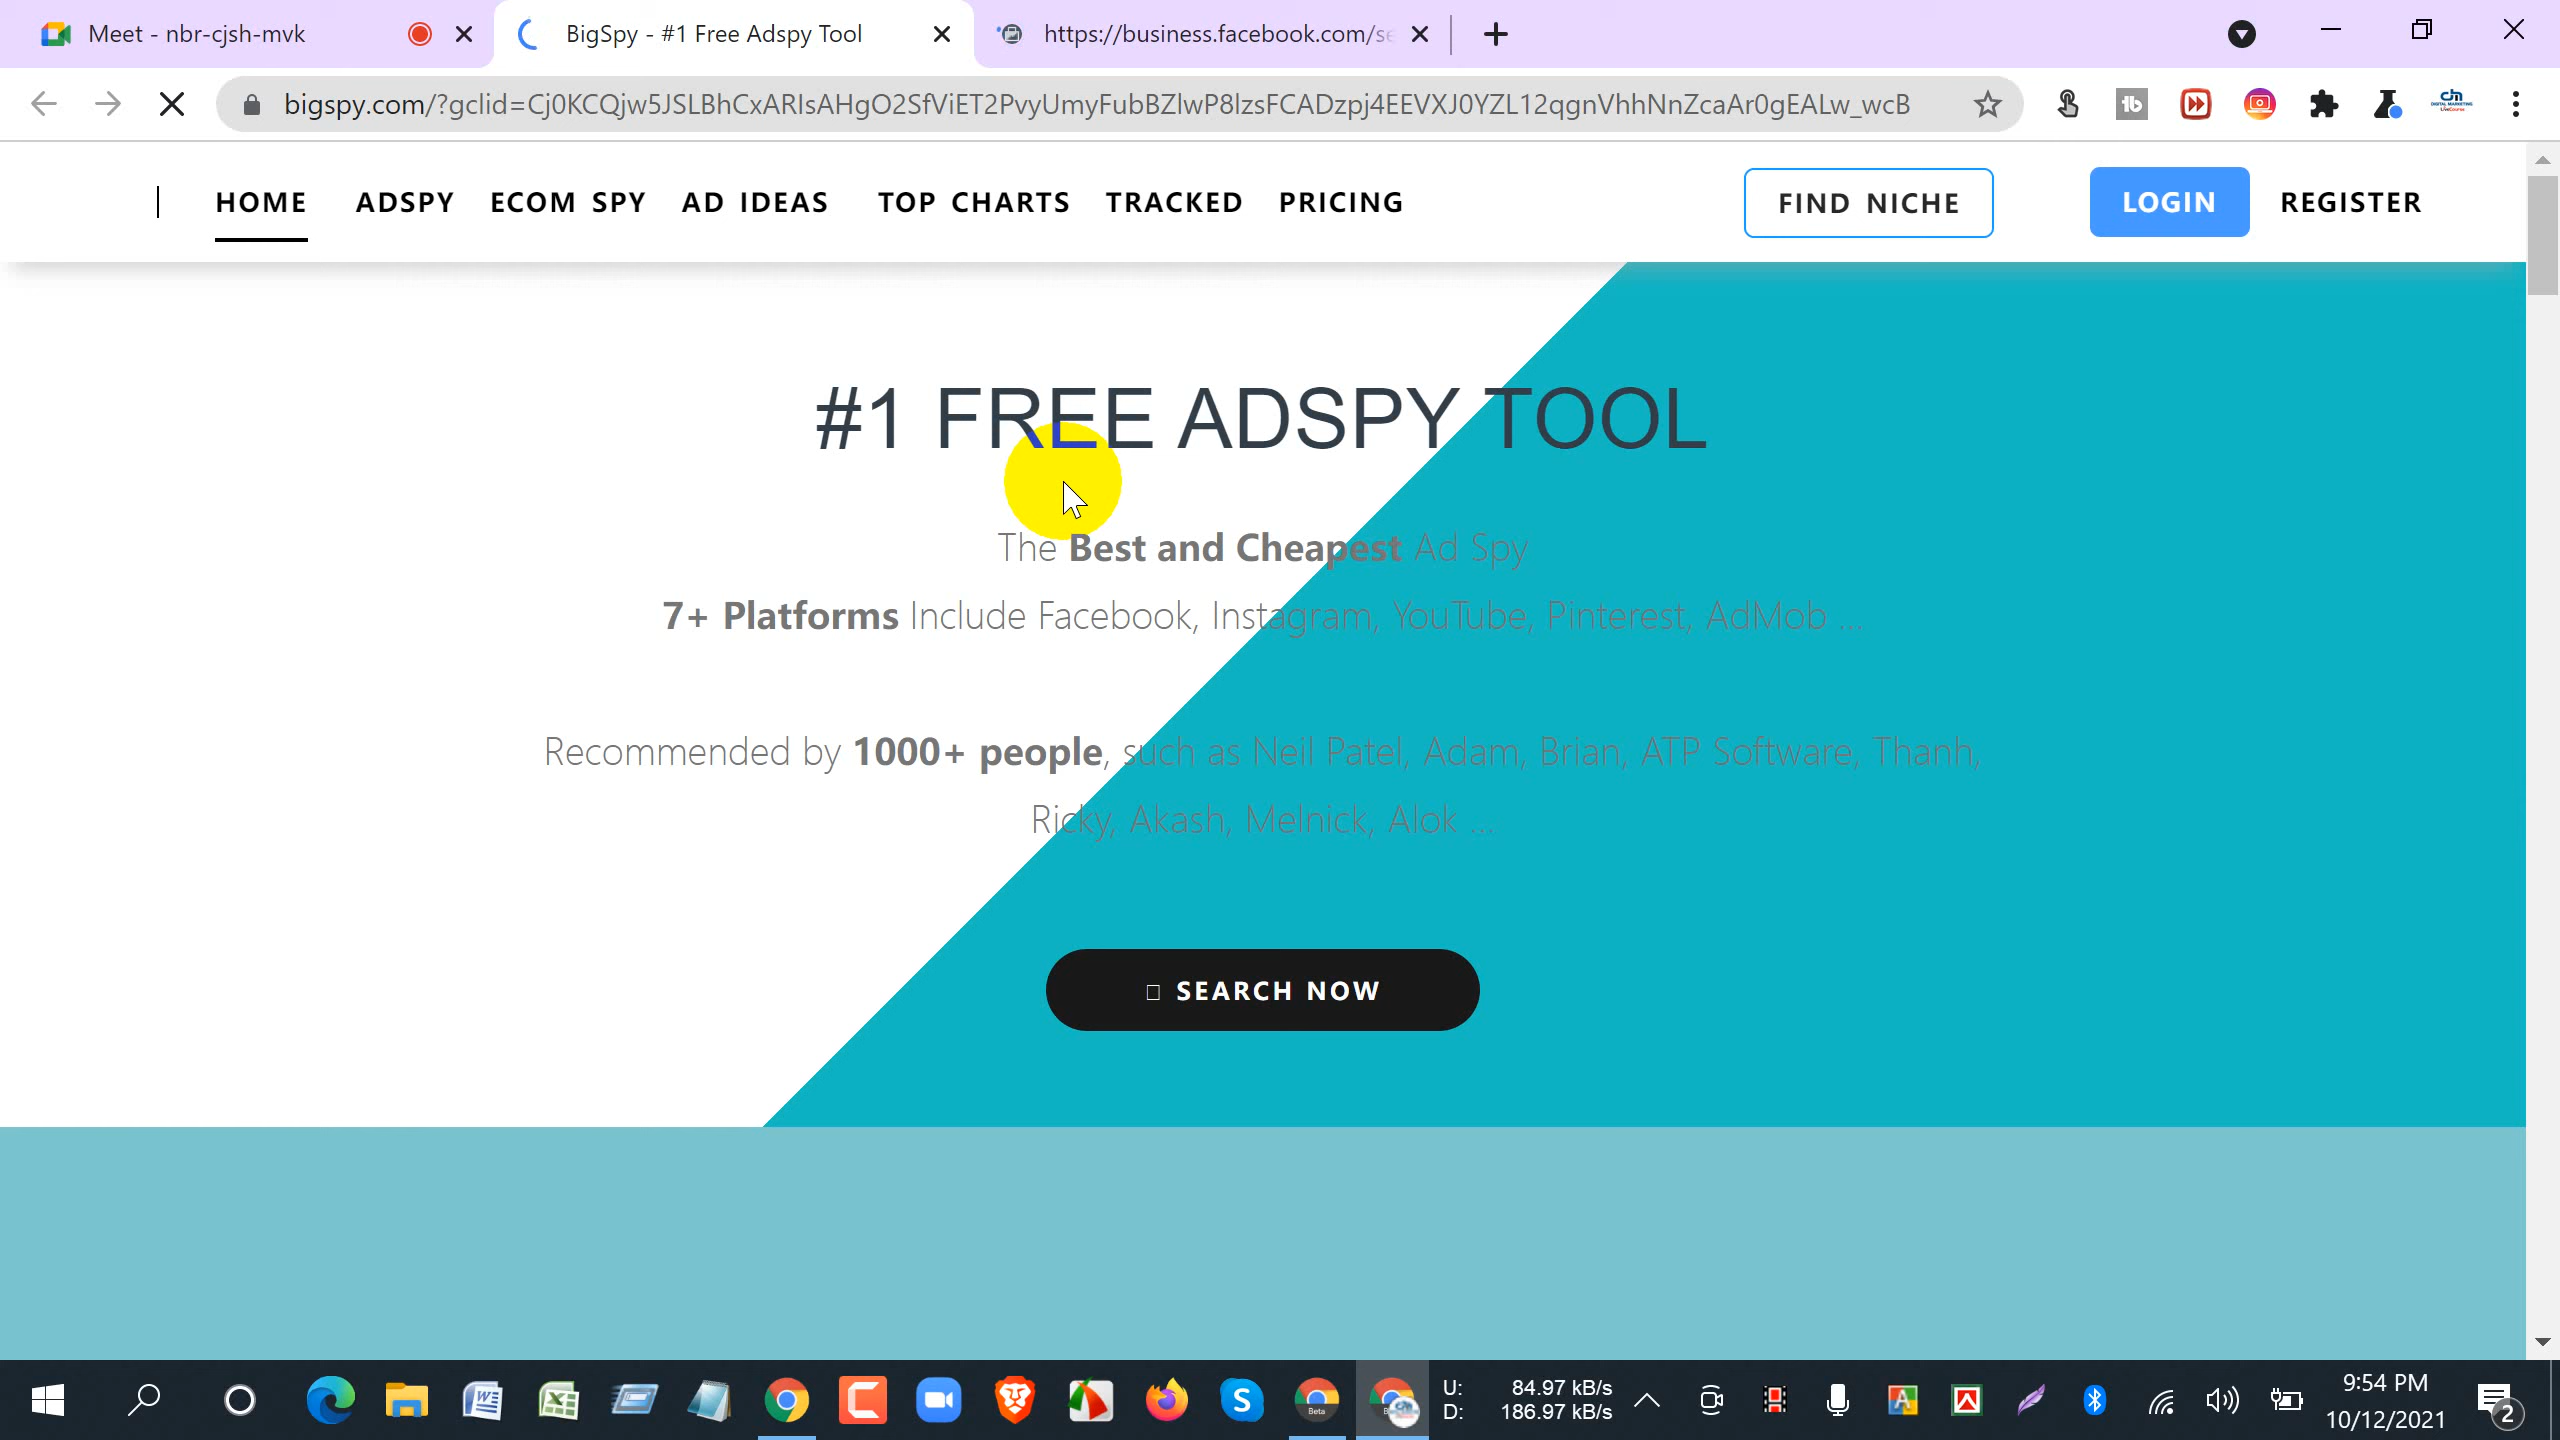 Meet - nbr-cjsh-mvk
BigSpy - #1 Free Adspy Tool
https://business.facebook.com/se
bigspy.com/?gclid=Cj0KCQjw5JSLBhCxARIsAHgO2SfViET2PvyUmyFubBZlwP8lzsFCADzpj4EEVXJ0YZL12qgnVhhNnZcaAr0gEALw_wcB
HOME ADSPY ECOM SPY AD IDEAS TOP CHARTS TRACKED PRICING FIND NICHE LOGIN REGISTER
#1 FREE ADSPY TOOL
The Best and Cheapest Ad Spy
7+ Platforms Include Facebook, Instagram, YouTube, Pinterest, AdMob ...
Recommended by 1000+ people, such as Neil Patel, Adam, Brian, ATP Software, Thanh,
Ricky, Akash, Melnick, Alok ...
SEARCH NOW
U: 84.97 kB/s
D: 186.97 kB/s
9:54 PM
10/12/2021
2
Beta